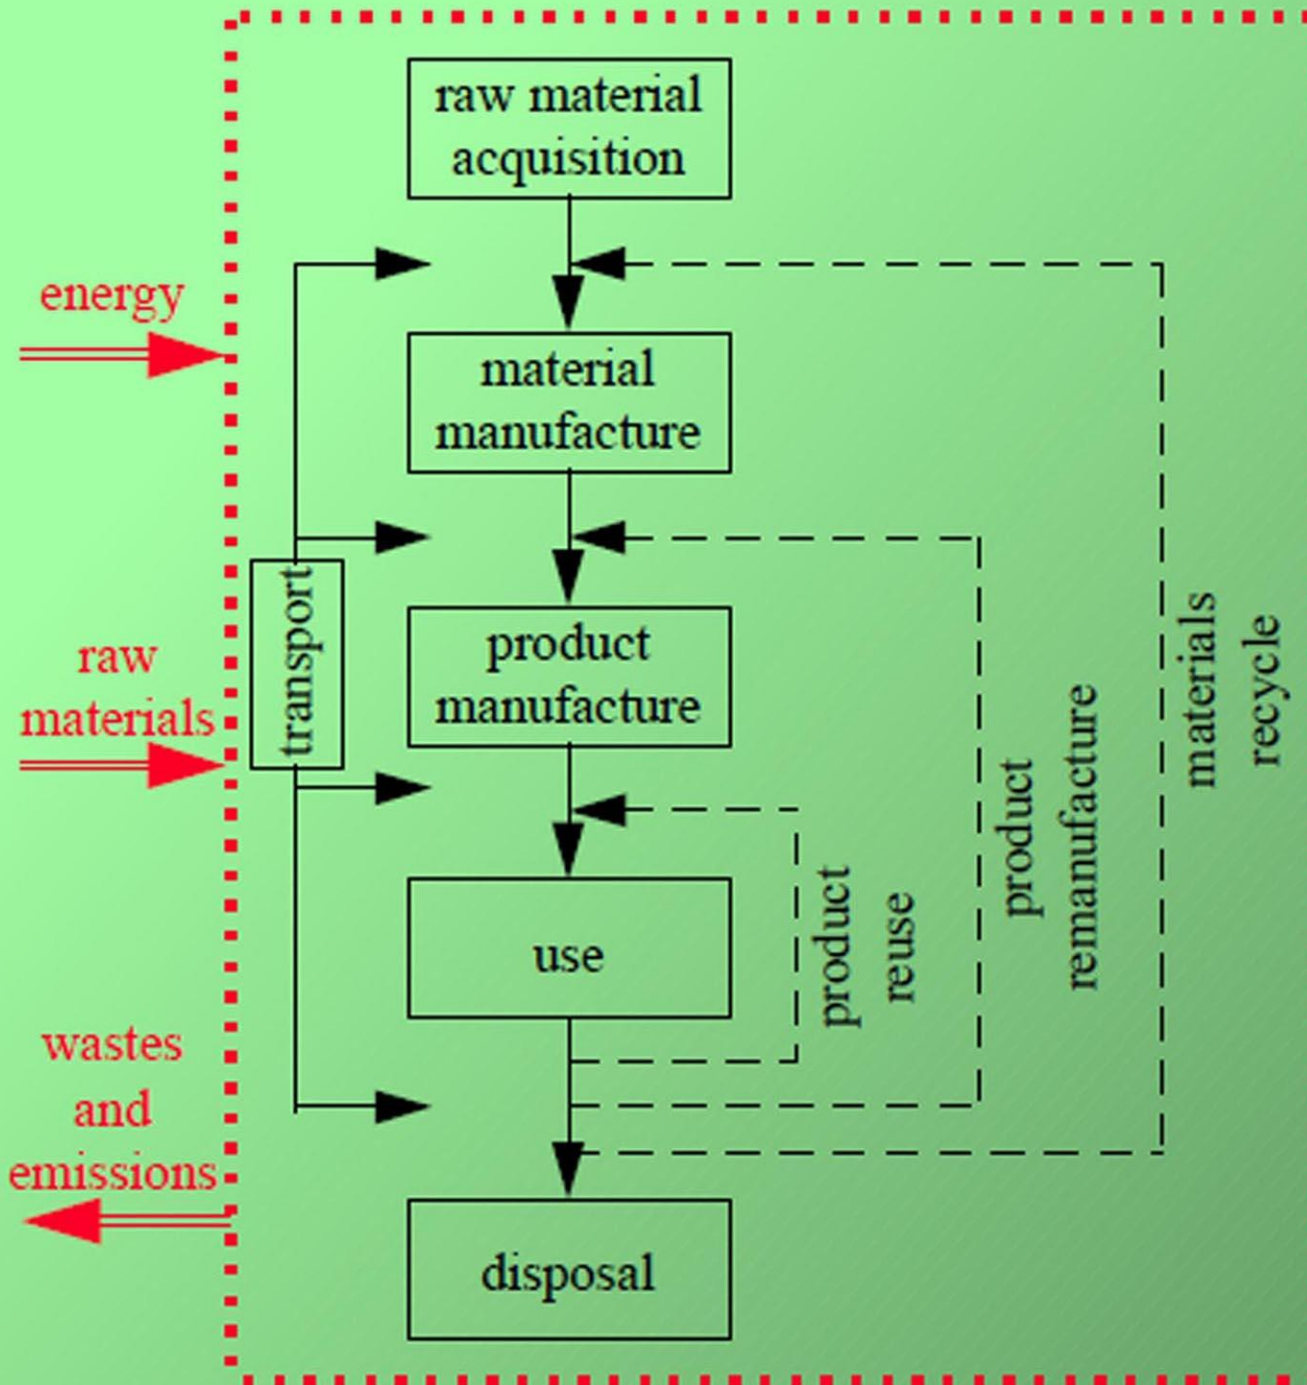 raw material
acquisition
energy
material
manufacture
transport
raw
materials
product
manufacture
materials
recycle
product
remanufacture
product
reuse
use
wastes
and
emissions
disposal